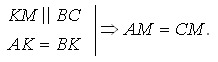 KM || BC
AK = BK | ⇒ AM = CM.